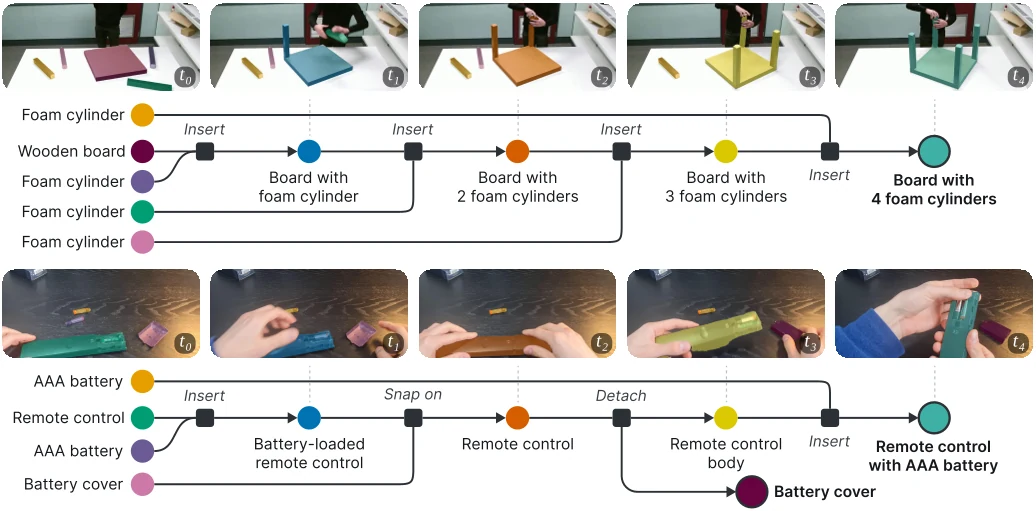 t0
t1
t2
t3
t4
Foam cylinder
Insert
Insert
Insert
Wooden board
Foam cylinder
Board with
foam cylinder
Board with
2 foam cylinders
Board with
3 foam cylinders
Insert
Board with
4 foam cylinders
Foam cylinder
Foam cylinder
t0
t1
t2
t3
t4
AAA battery
Insert
Snap on
Detach
Remote control
AAA battery
Battery-loaded
remote control
Remote control
Remote control
body
Insert
Remote control
with AAA battery
Battery cover
Battery cover